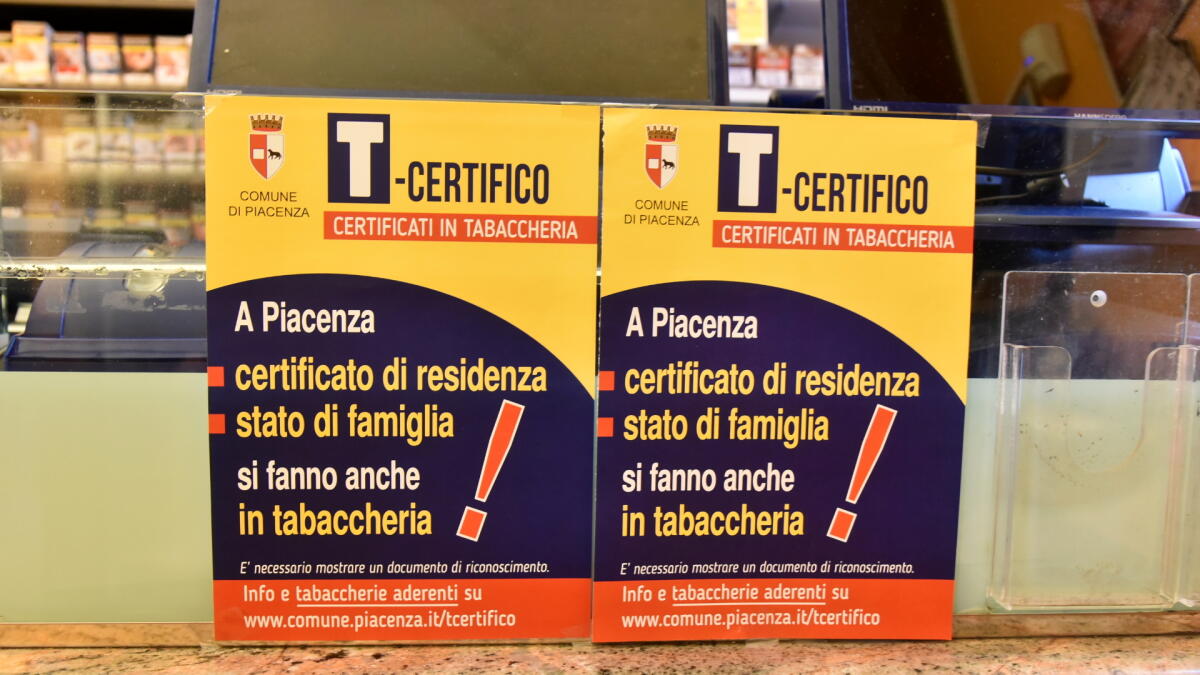 COMUNE
DI PIACENZA
T-CERTIFICO
CERTIFICATI IN TABACCHERIA
A Piacenza
certificato di residenza
stato di famiglia
si fanno anche
in tabaccheria!
E' necessario mostrare un documento di riconoscimento.
Info e tabaccherie aderenti su
www.comune.piacenza.it/tcertifico
COMUNE
DI PIACENZA
T-CERTIFICO
CERTIFICATI IN TABACCHERIA
A Piacenza
certificato di residenza
stato di famiglia
si fanno anche
in tabaccheria!
E' necessario mostrare un documento di riconoscimento.
Info e tabaccherie aderenti su
www.comune.piacenza.it/tcertifico
HDMI